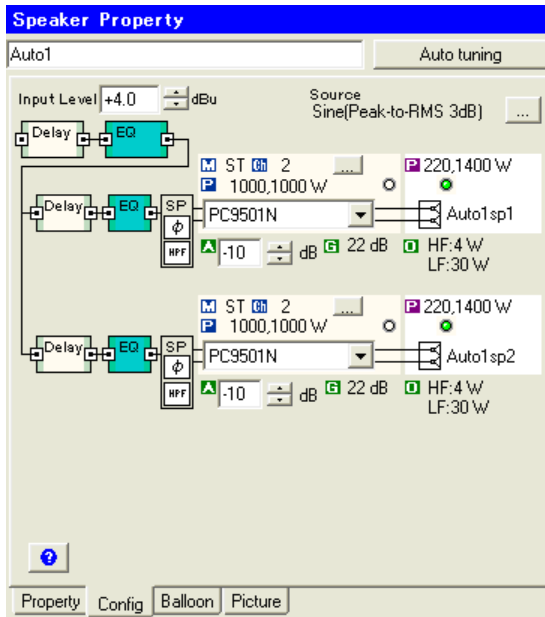 Speaker Property
Auto1
Auto tuning
Input Level +4.0 dBu
Source
Sine(Peak-to-RMS 3dB) ...
Delay EQ
M ST Ch 2 ... P 220,1400 W
P 1000,1000 W
Delay EQ SP PC9501N Auto1sp1
ϕ
HPF A -10 dB G 22 dB O HF:4 W
LF:30 W
M ST Ch 2 ... P 220,1400 W
P 1000,1000 W
Delay EQ SP PC9501N Auto1sp2
ϕ
HPF A -10 dB G 22 dB O HF:4 W
LF:30 W
?
Property Config Balloon Picture